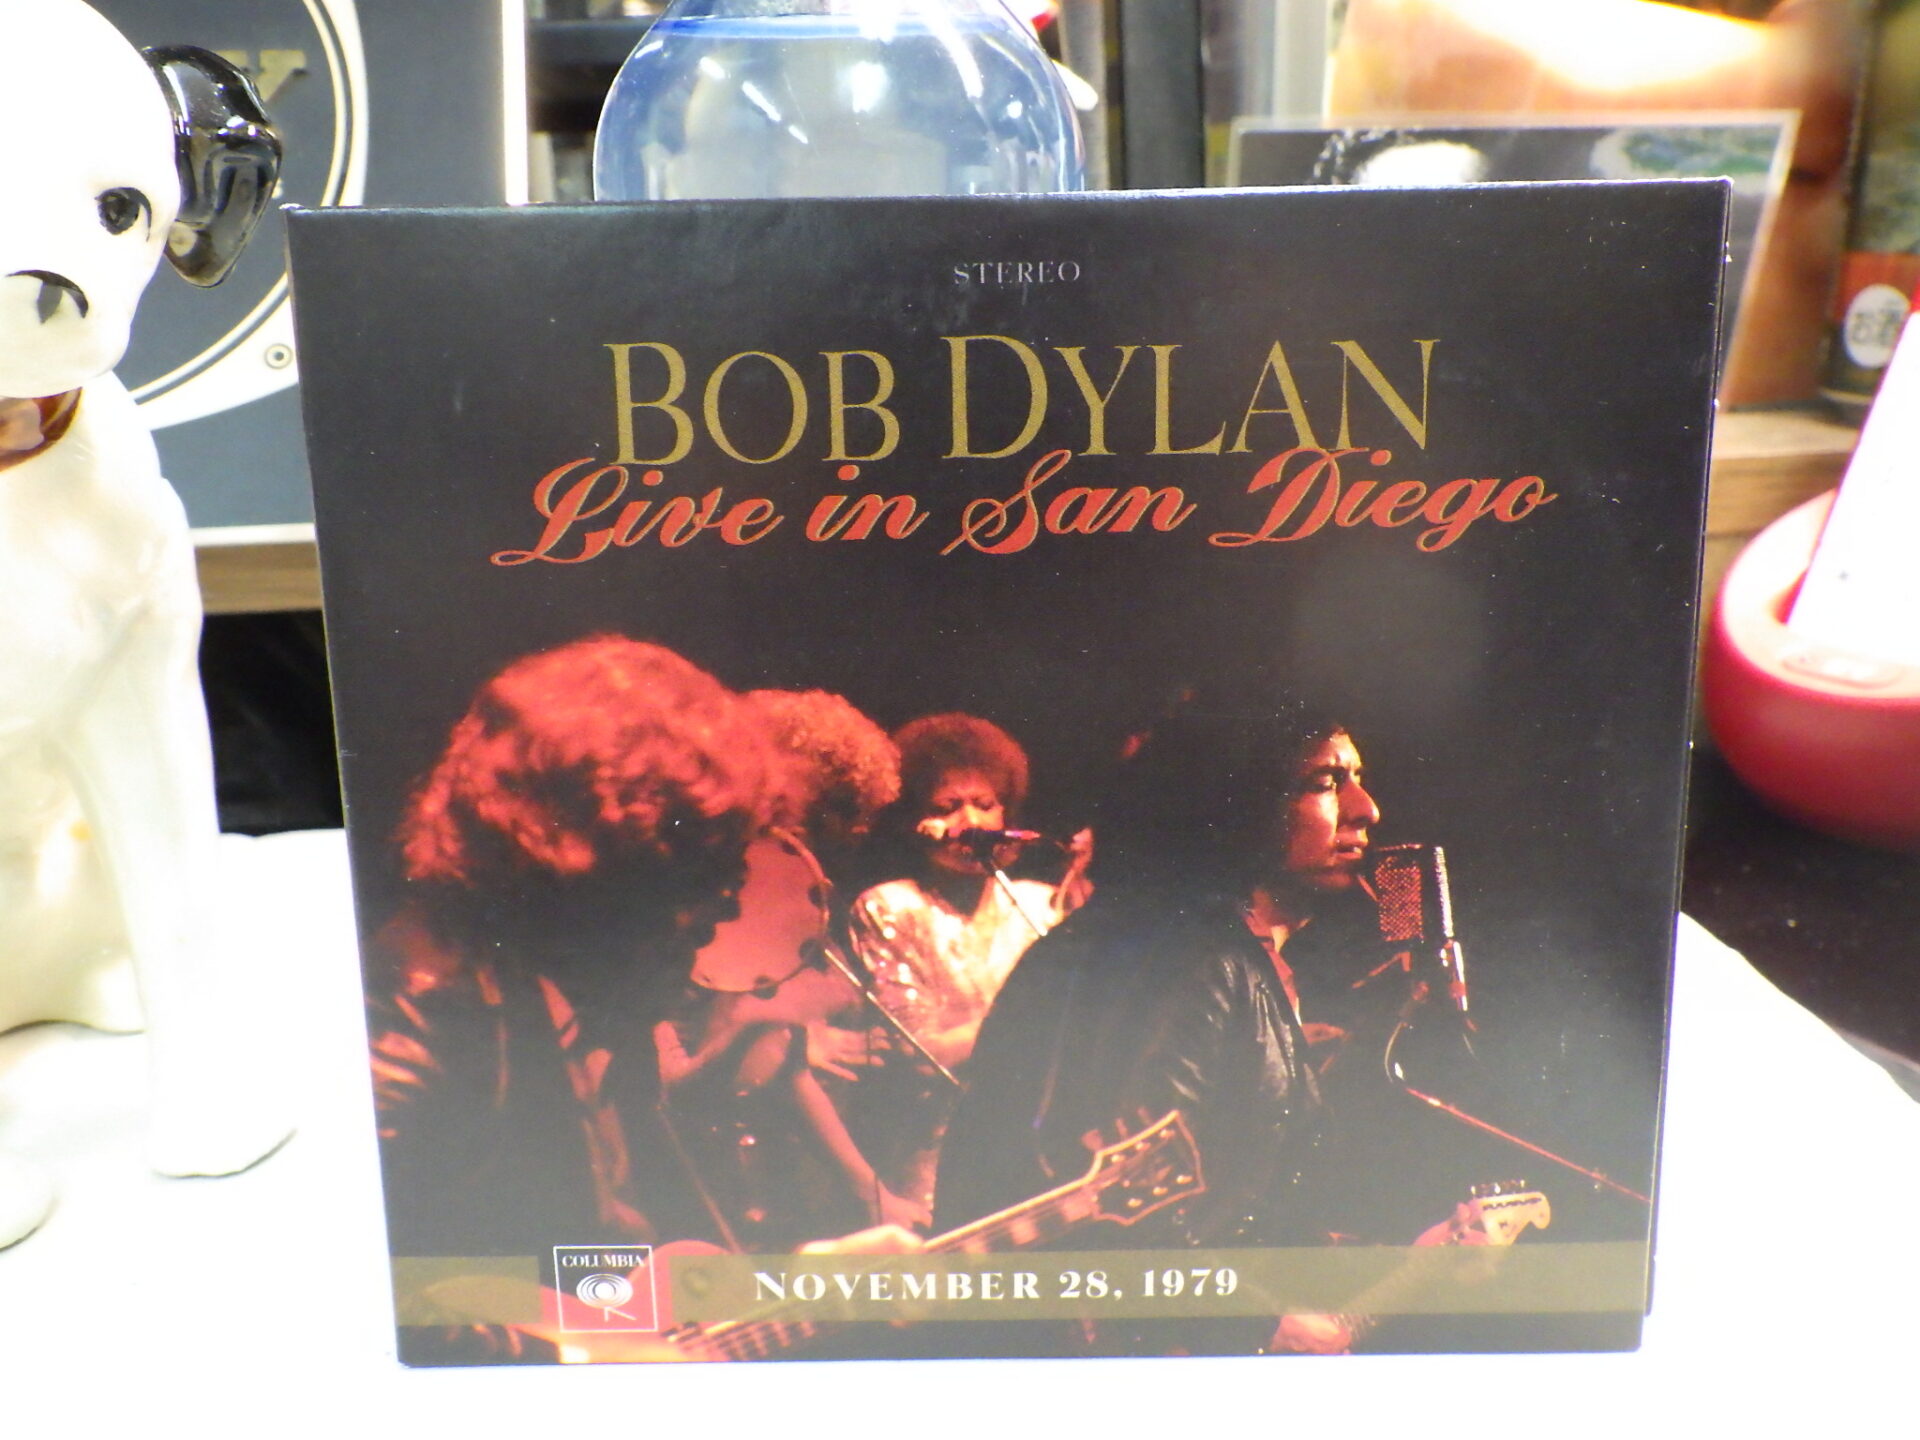 STEREO
BOB DYLAN
Live in San Diego
COLUMBIA
NOVEMBER 28, 1979